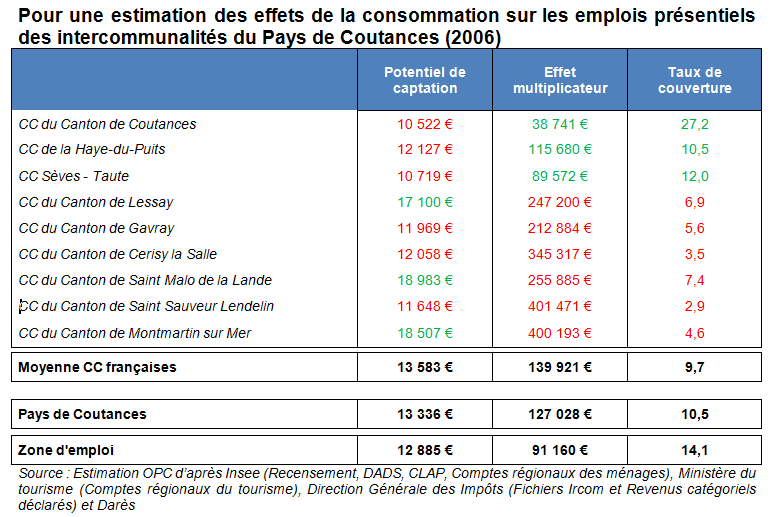 Pour une estimation des effets de la consommation sur les emplois présentiels
des intercommunalités du Pays de Coutances (2006)
Potentiel de captation Effet multiplicateur Taux de couverture
CC du Canton de Coutances 10 522 € 38 741 € 27,2
CC de la Haye-du-Puits 12 127 € 115 680 € 10,5
CC Sèves - Taute 10 719 € 89 572 € 12,0
CC du Canton de Lessay 17 100 € 247 200 € 6,9
CC du Canton de Gavray 11 969 € 212 884 € 5,6
CC du Canton de Cerisy la Salle 12 058 € 345 317 € 3,5
CC du Canton de Saint Malo de la Lande 18 983 € 255 885 € 7,4
CC du Canton de Saint Sauveur Lendelin 11 648 € 401 471 € 2,9
CC du Canton de Montmartin sur Mer 18 507 € 400 193 € 4,6
Moyenne CC françaises 13 583 € 139 921 € 9,7
Pays de Coutances 13 336 € 127 028 € 10,5
Zone d'emploi 12 885 € 91 160 € 14,1
Source : Estimation OPC d'après Insee (Recensement, DADS, CLAP, Comptes régionaux des ménages), Ministère du
tourisme (Comptes régionaux du tourisme), Direction Générale des Impôts (Fichiers Ircom et Revenus catégoriels
déclarés) et Darès